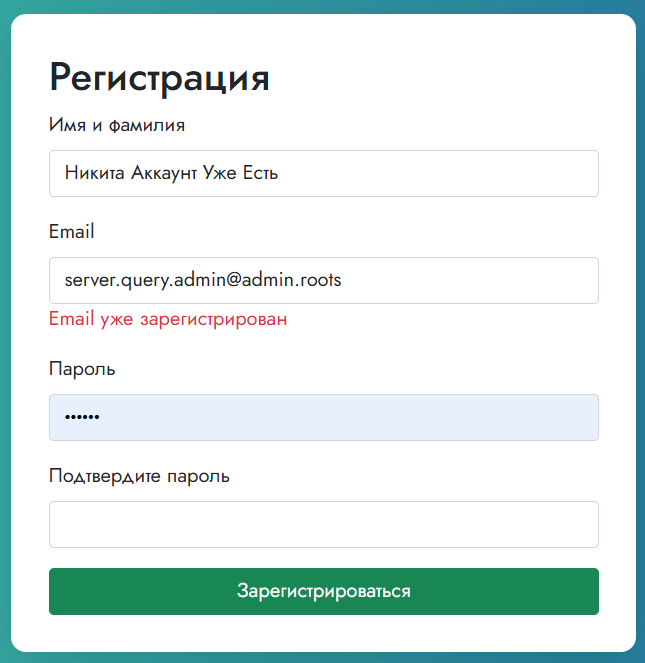 Регистрация
Имя и фамилия
Никита Аккаунт Уже Есть
Email
server.query.admin@admin.roots
Email уже зарегистрирован
Пароль
••••••
Подтвердите пароль
Зарегистрироваться